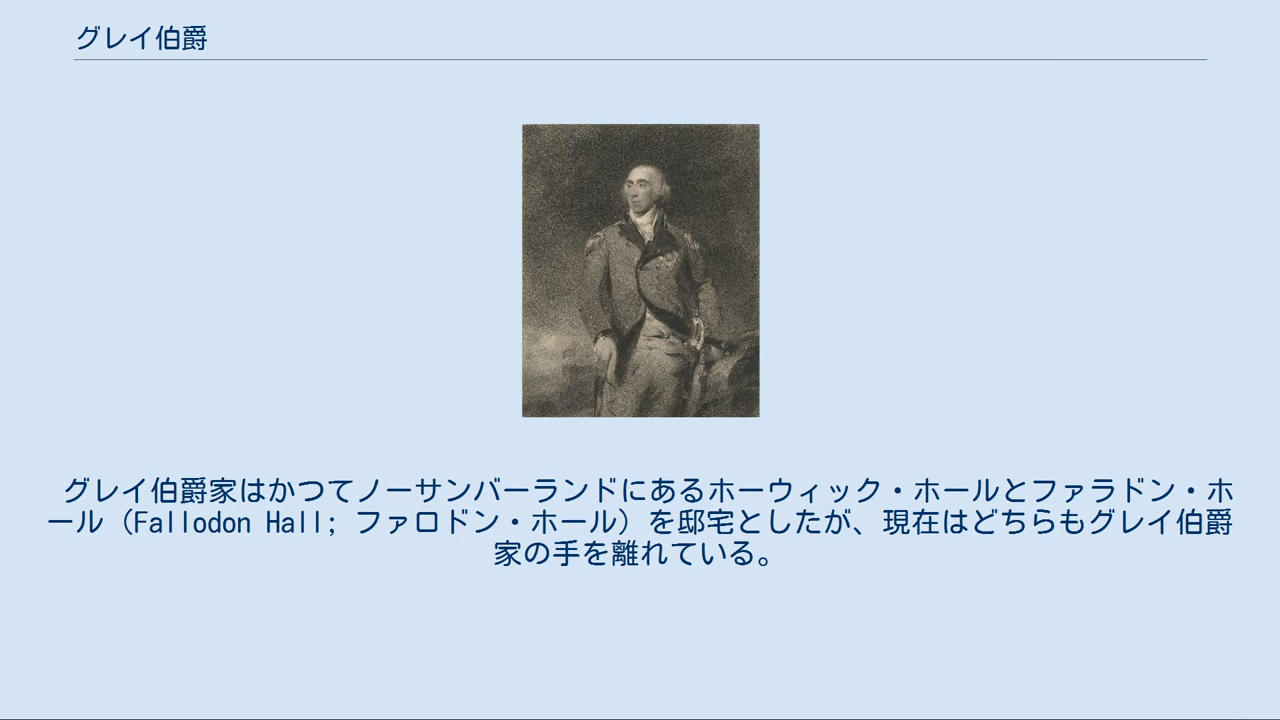 グレイ伯爵
グレイ伯爵家はかつてノーサンバーランドにあるホーウィック・ホールとファラドン・ホ
ール（Fallodon Hall; ファロドン・ホール）を邸宅としたが、現在はどちらもグレイ伯爵
家の手を離れている。